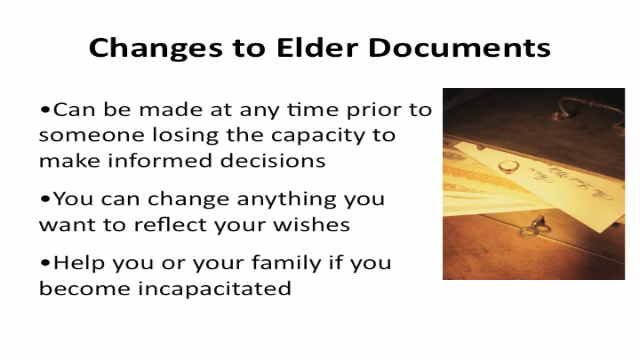 Changes to Elder Documents
•Can be made at any time prior to
someone losing the capacity to
make informed decisions
•You can change anything you
want to reflect your wishes
•Help you or your family if you
become incapacitated